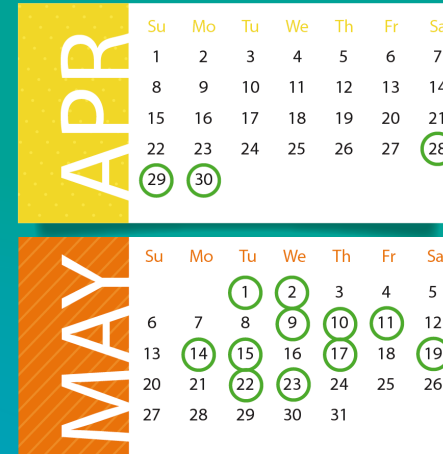 APR
Su Mo Tu We Th Fr Sa
1 2 3 4 5 6 7
8 9 10 11 12 13 14
15 16 17 18 19 20 21
22 23 24 25 26 27 28
29 30
MAY
Su Mo Tu We Th Fr Sa
1 2 3 4 5
6 7 8 9 10 11 12
13 14 15 16 17 18 19
20 21 22 23 24 25 26
27 28 29 30 31